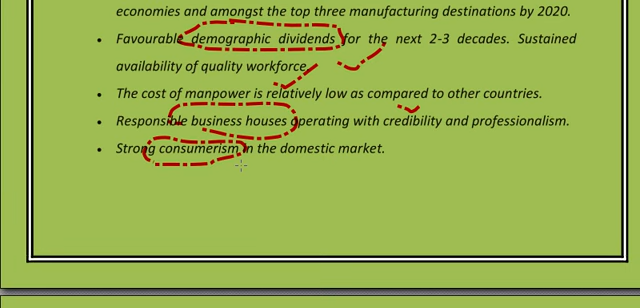 economies and amongst the top three manufacturing destinations by 2020.
• Favourable demographic dividends for the next 2-3 decades. Sustained
availability of quality workforce.
• The cost of manpower is relatively low as compared to other countries.
• Responsible business houses operating with credibility and professionalism.
• Strong consumerism in the domestic market.